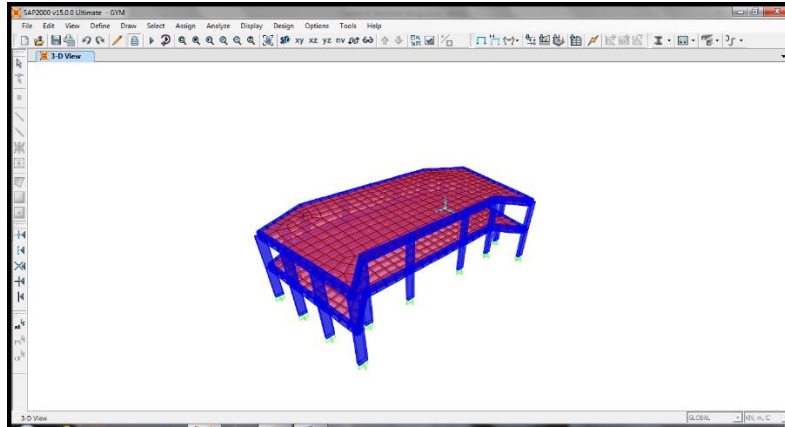 SAP2000 v15.0.0 Ultimate - GYM
File Edit View Define Draw Select Assign Analyze Display Design Options Tools Help
xy xz yz nv
3-D View
3-D View
GLOBAL
KN, m, C